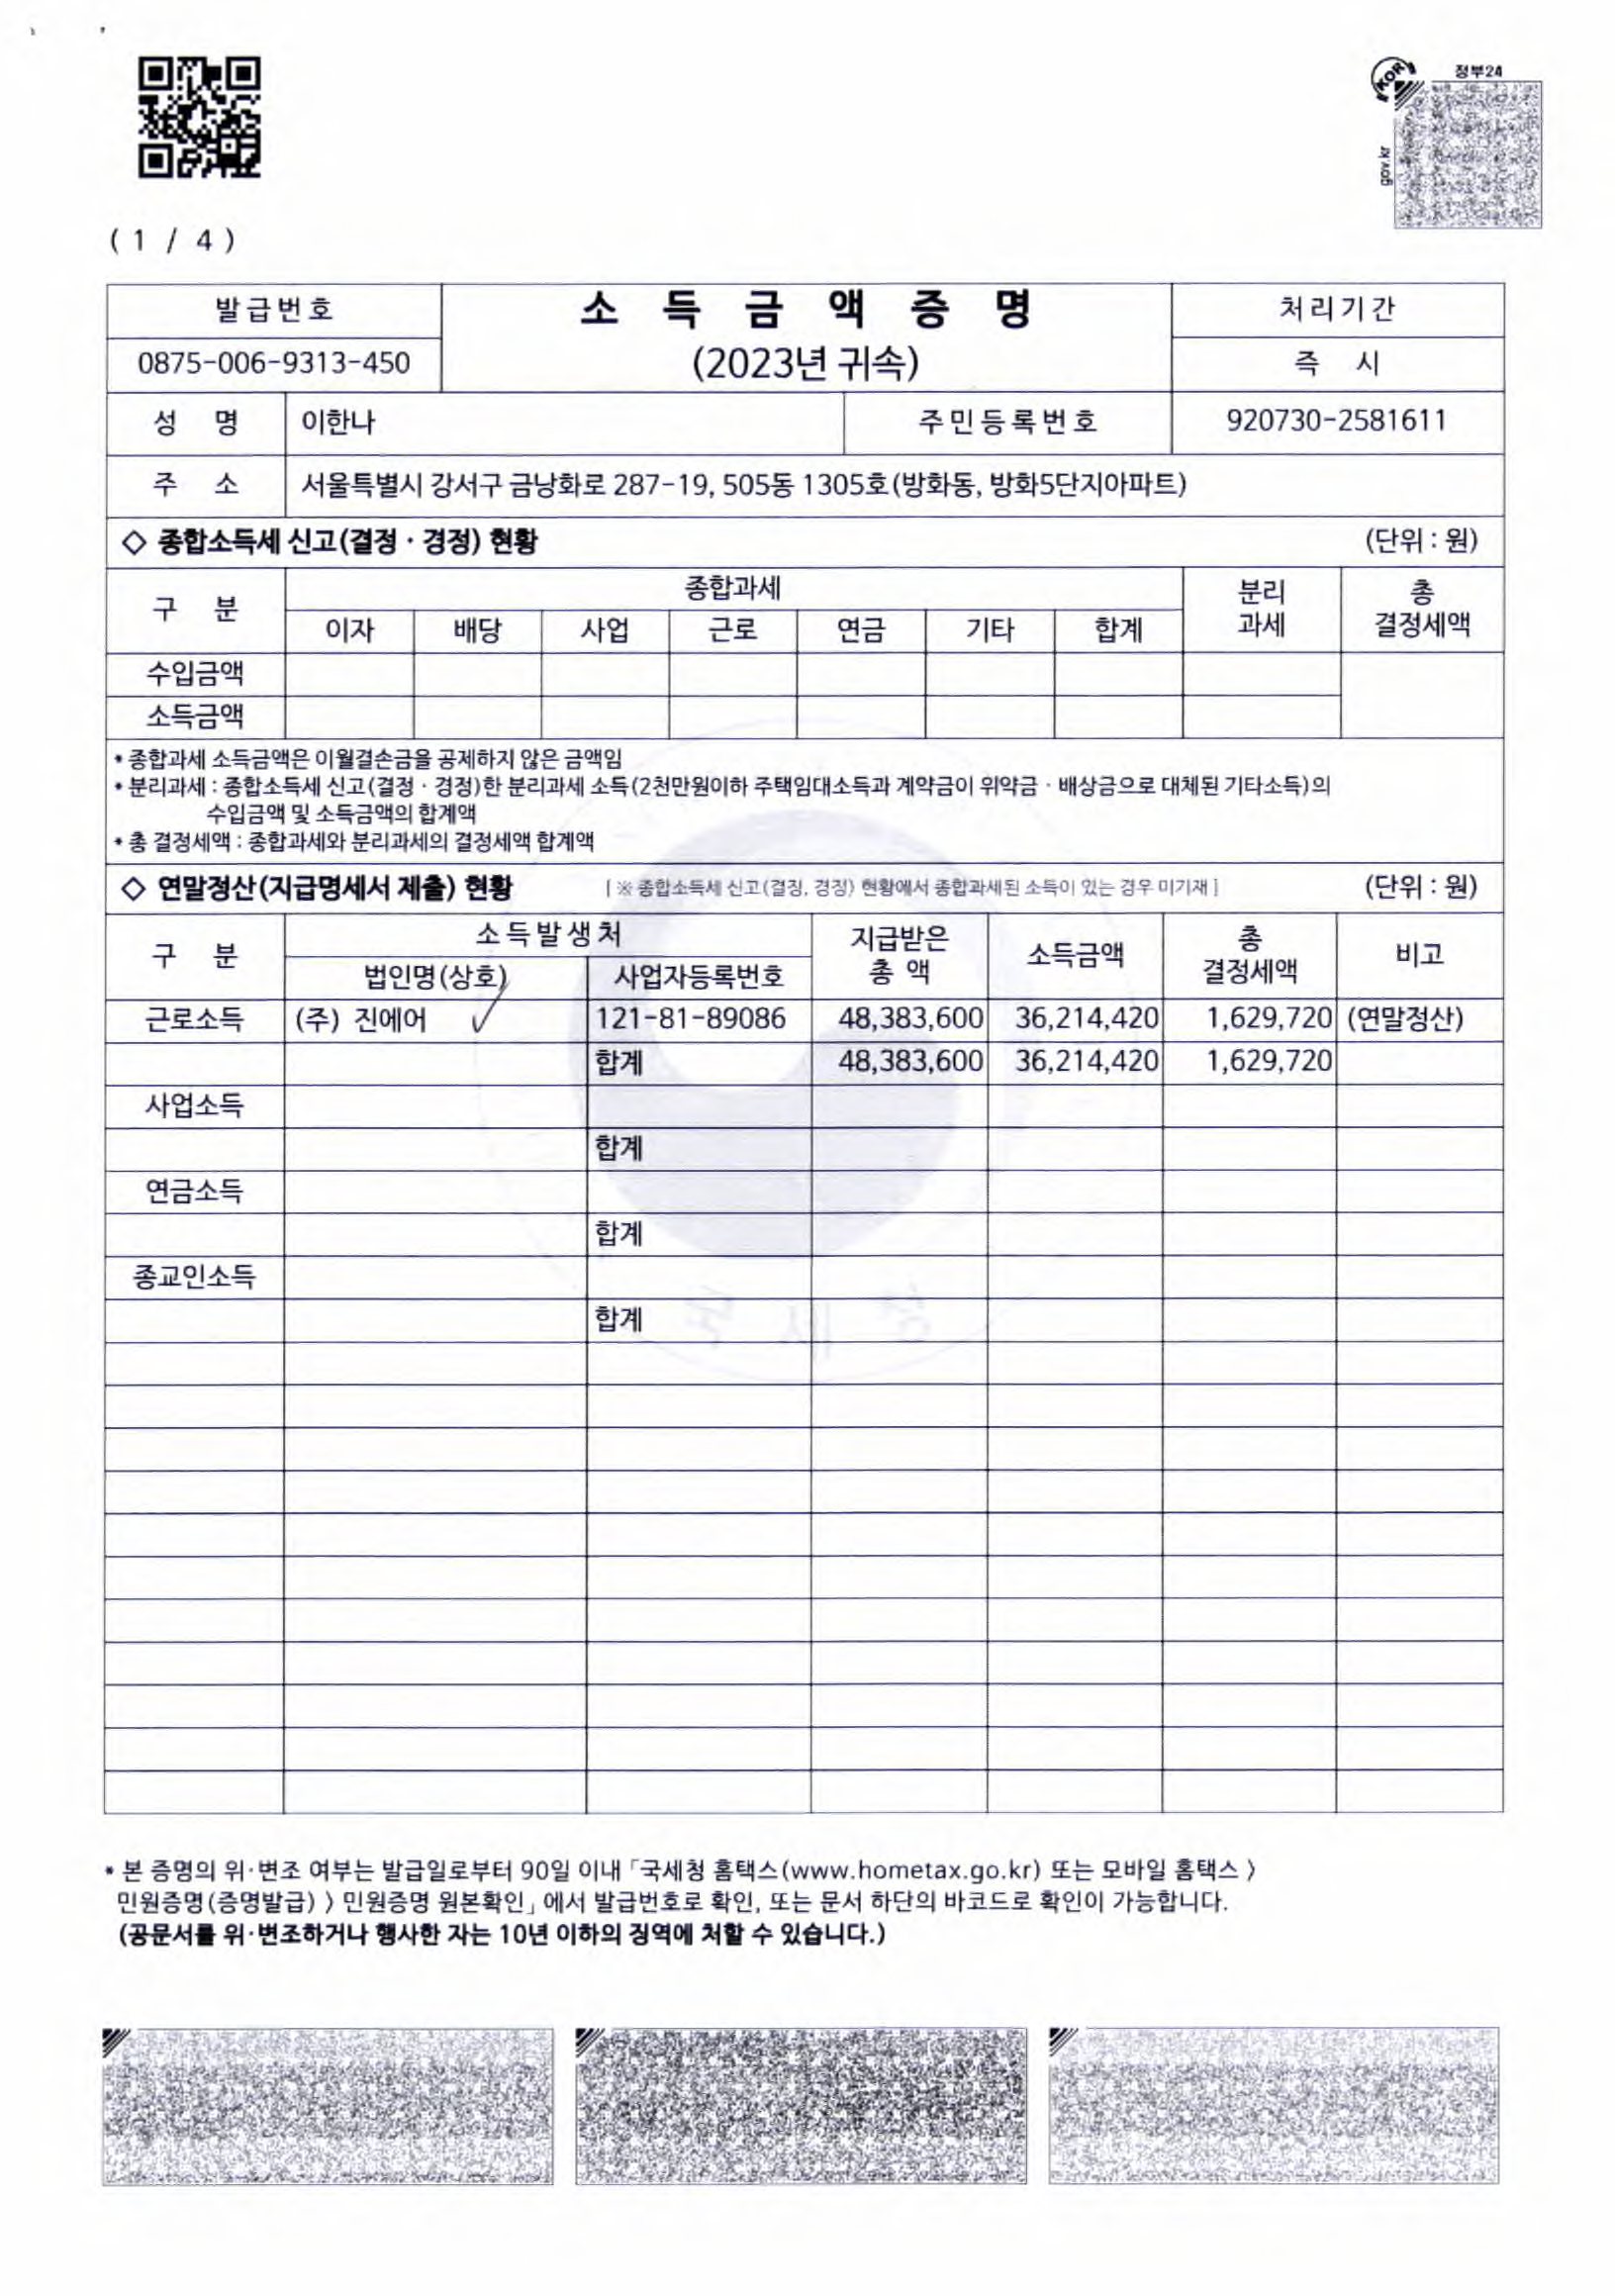 정부24
KOR
gov.kr
( 1 / 4 )
발급번호 소 득 금 액 증 명 처리기간
0875-006-9313-450 (2023년 귀속) 즉 시
성 명 이한나 주민등록번호 920730-2581611
주 소 서울특별시 강서구 금낭화로 287-19, 505동 1305호(방화동, 방화5단지아파트)
◇ 종합소득세 신고(결정 · 경정) 현황 (단위 : 원)
구 분 종합과세 분리 과세 총 결정세액
이자 배당 사업 근로 연금 기타 합계
수입금액
소득금액
* 종합과세 소득금액은 이월결손금을 공제하지 않은 금액임
* 분리과세 : 종합소득세 신고(결정 · 경정)한 분리과세 소득(2천만원이하 주택임대소득과 계약금이 위약금 · 배상금으로 대체된 기타소득)의
수입금액 및 소득금액의 합계액
* 총 결정세액 : 종합과세와 분리과세의 결정세액 합계액
◇ 연말정산(지급명세서 제출) 현황 [ ※ 종합소득세 신고(결정, 경정) 현황에서 종합과세된 소득이 있는 경우 미기재 ] (단위 : 원)
구 분 소득발생처 지급받은 총 액 소득금액 총 결정세액 비고
법인명(상호) 사업자등록번호
근로소득 (주) 진에어 121-81-89086 48,383,600 36,214,420 1,629,720 (연말정산)
합계 48,383,600 36,214,420 1,629,720
사업소득
합계
연금소득
합계
종교인소득
합계
국세청
* 본 증명의 위·변조 여부는 발급일로부터 90일 이내 「국세청 홈택스(www.hometax.go.kr) 또는 모바일 홈택스 〉
민원증명(증명발급) 〉 민원증명 원본확인」에서 발급번호로 확인, 또는 문서 하단의 바코드로 확인이 가능합니다.
(공문서를 위·변조하거나 행사한 자는 10년 이하의 징역에 처할 수 있습니다.)